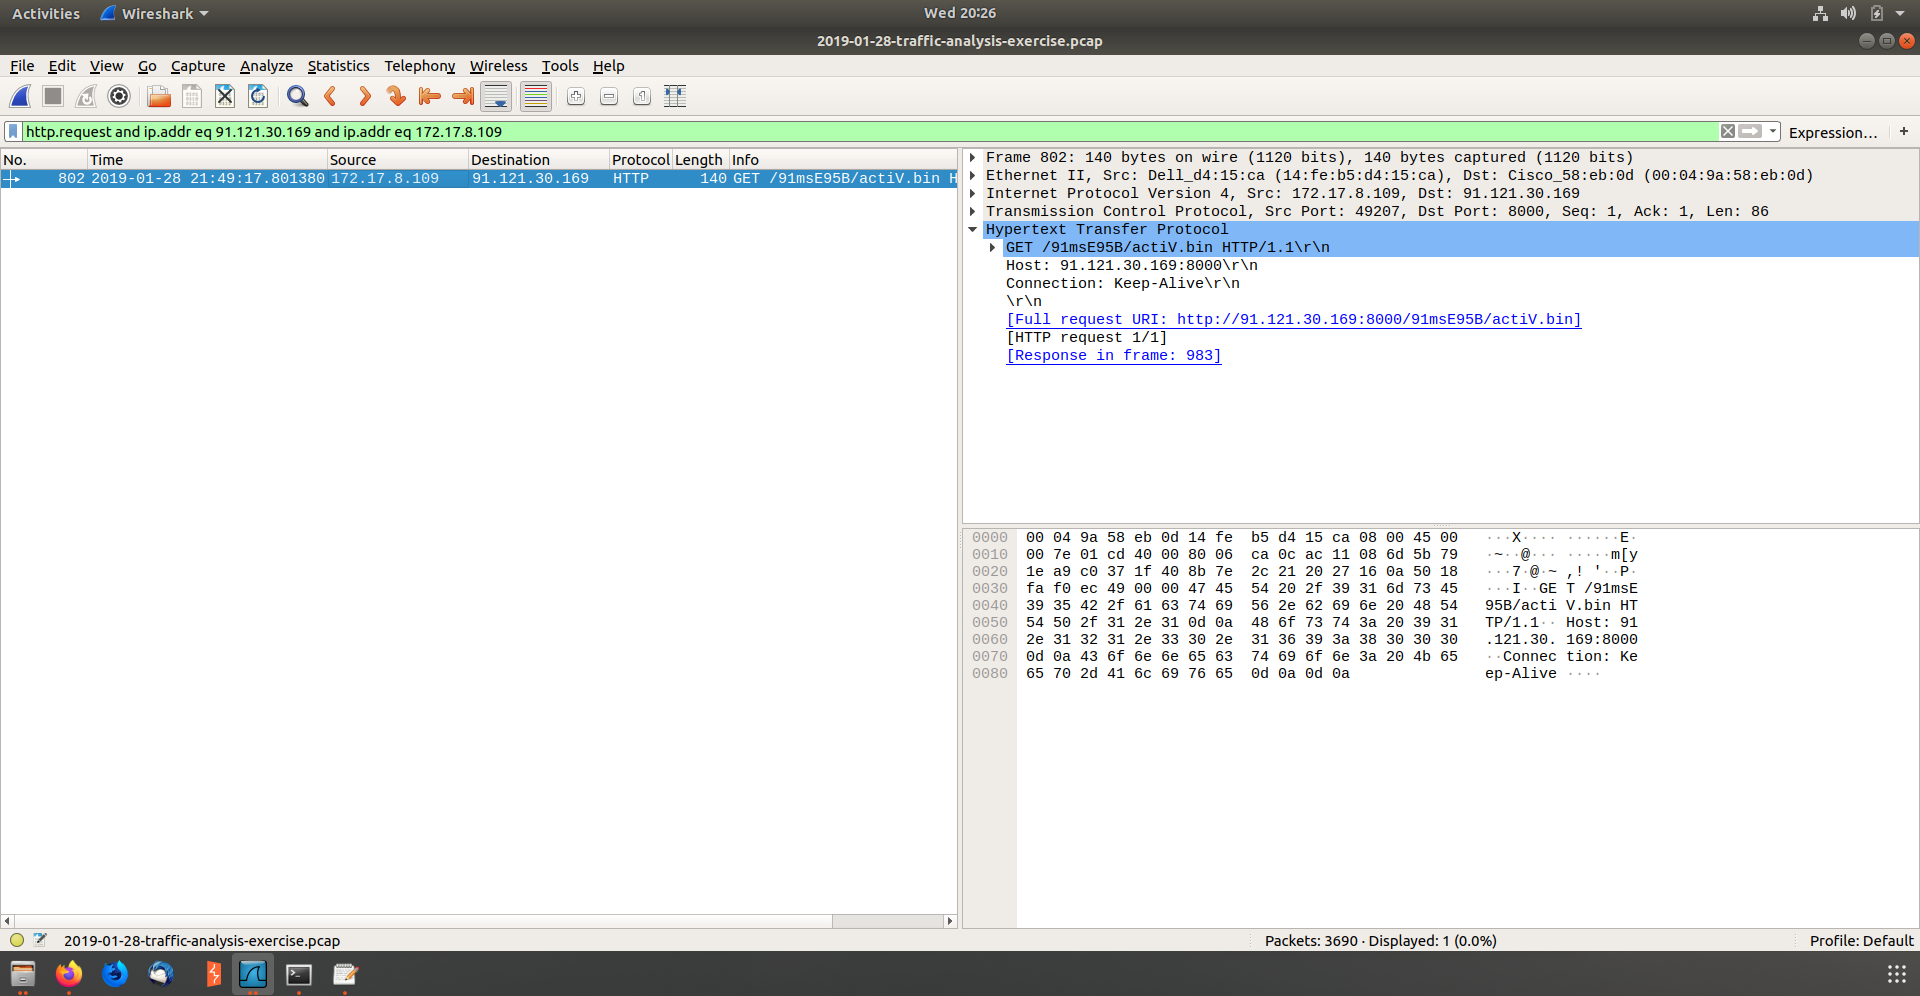 Activities Wireshark Wed 20:26
2019-01-28-traffic-analysis-exercise.pcap
File Edit View Go Capture Analyze Statistics Telephony Wireless Tools Help
http.request and ip.addr eq 91.121.30.169 and ip.addr eq 172.17.8.109 Expression… +
No. Time Source Destination Protocol Length Info
802 2019-01-28 21:49:17.801380 172.17.8.109 91.121.30.169 HTTP 140 GET /91msE95B/actiV.bin H
Frame 802: 140 bytes on wire (1120 bits), 140 bytes captured (1120 bits)
Ethernet II, Src: Dell_d4:15:ca (14:fe:b5:d4:15:ca), Dst: Cisco_58:eb:0d (00:04:9a:58:eb:0d)
Internet Protocol Version 4, Src: 172.17.8.109, Dst: 91.121.30.169
Transmission Control Protocol, Src Port: 49207, Dst Port: 8000, Seq: 1, Ack: 1, Len: 86
Hypertext Transfer Protocol
GET /91msE95B/actiV.bin HTTP/1.1\r\n
Host: 91.121.30.169:8000\r\n
Connection: Keep-Alive\r\n
\r\n
[Full request URI: http://91.121.30.169:8000/91msE95B/actiV.bin]
[HTTP request 1/1]
[Response in frame: 983]
0000 00 04 9a 58 eb 0d 14 fe b5 d4 15 ca 08 00 45 00 ···X···· ······E·
0010 00 7e 01 cd 40 00 80 06 ca 0c ac 11 08 6d 5b 79 ·~··@··· ·····m[y
0020 1e a9 c0 37 1f 40 8b 7e 2c 21 20 27 16 0a 50 18 ···7·@·~ ,! '··P·
0030 fa f0 ec 49 00 00 47 45 54 20 2f 39 31 6d 73 45 ···I··GE T /91msE
0040 39 35 42 2f 61 63 74 69 56 2e 62 69 6e 20 48 54 95B/acti V.bin HT
0050 54 50 2f 31 2e 31 0d 0a 48 6f 73 74 3a 20 39 31 TP/1.1·· Host: 91
0060 2e 31 32 31 2e 33 30 2e 31 36 39 3a 38 30 30 30 .121.30. 169:8000
0070 0d 0a 43 6f 6e 6e 65 63 74 69 6f 6e 3a 20 4b 65 ··Connec tion: Ke
0080 65 70 2d 41 6c 69 76 65 0d 0a 0d 0a ep-Alive ····
2019-01-28-traffic-analysis-exercise.pcap Packets: 3690 · Displayed: 1 (0.0%) Profile: Default